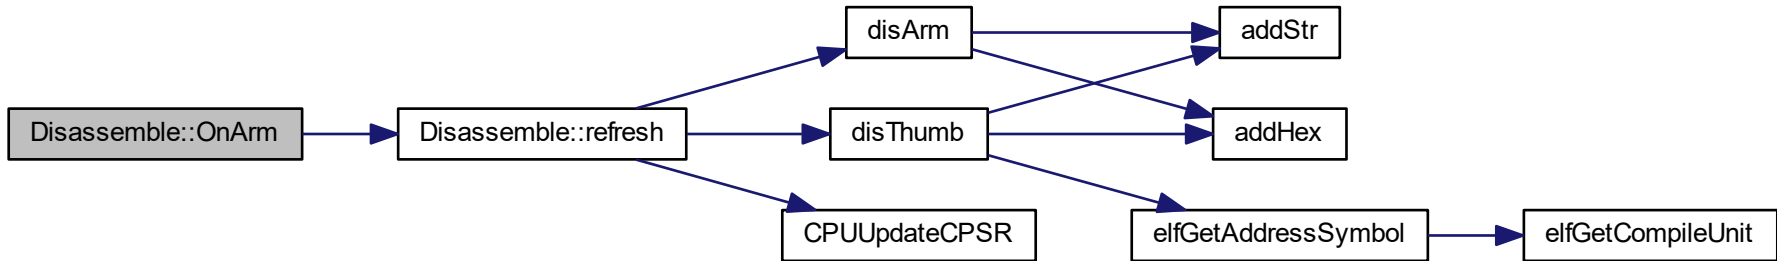 disArm
addStr
Disassemble::OnArm
Disassemble::refresh
disThumb
addHex
CPUUpdateCPSR
elfGetAddressSymbol
elfGetCompileUnit